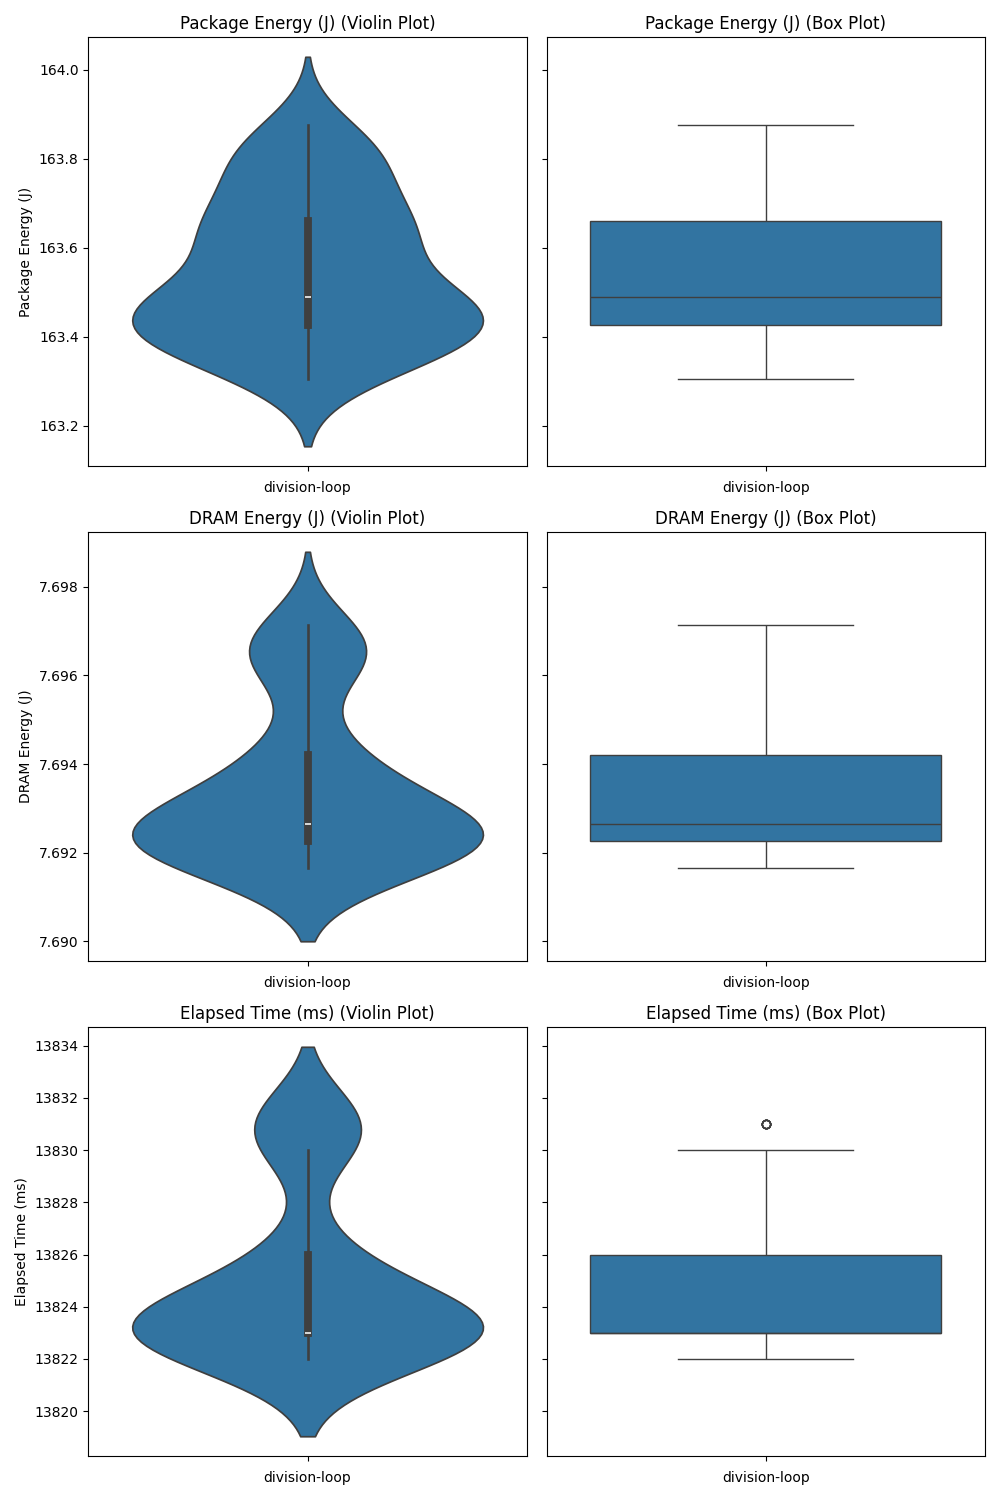 Package Energy (J) (Violin Plot)
Package Energy (J) (Box Plot)
164.0
163.8
163.6
163.4
163.2
Package Energy (J)
division-loop
division-loop
DRAM Energy (J) (Violin Plot)
DRAM Energy (J) (Box Plot)
7.698
7.696
7.694
7.692
7.690
DRAM Energy (J)
division-loop
division-loop
Elapsed Time (ms) (Violin Plot)
Elapsed Time (ms) (Box Plot)
13834
13832
13830
13828
13826
13824
13822
13820
Elapsed Time (ms)
division-loop
division-loop